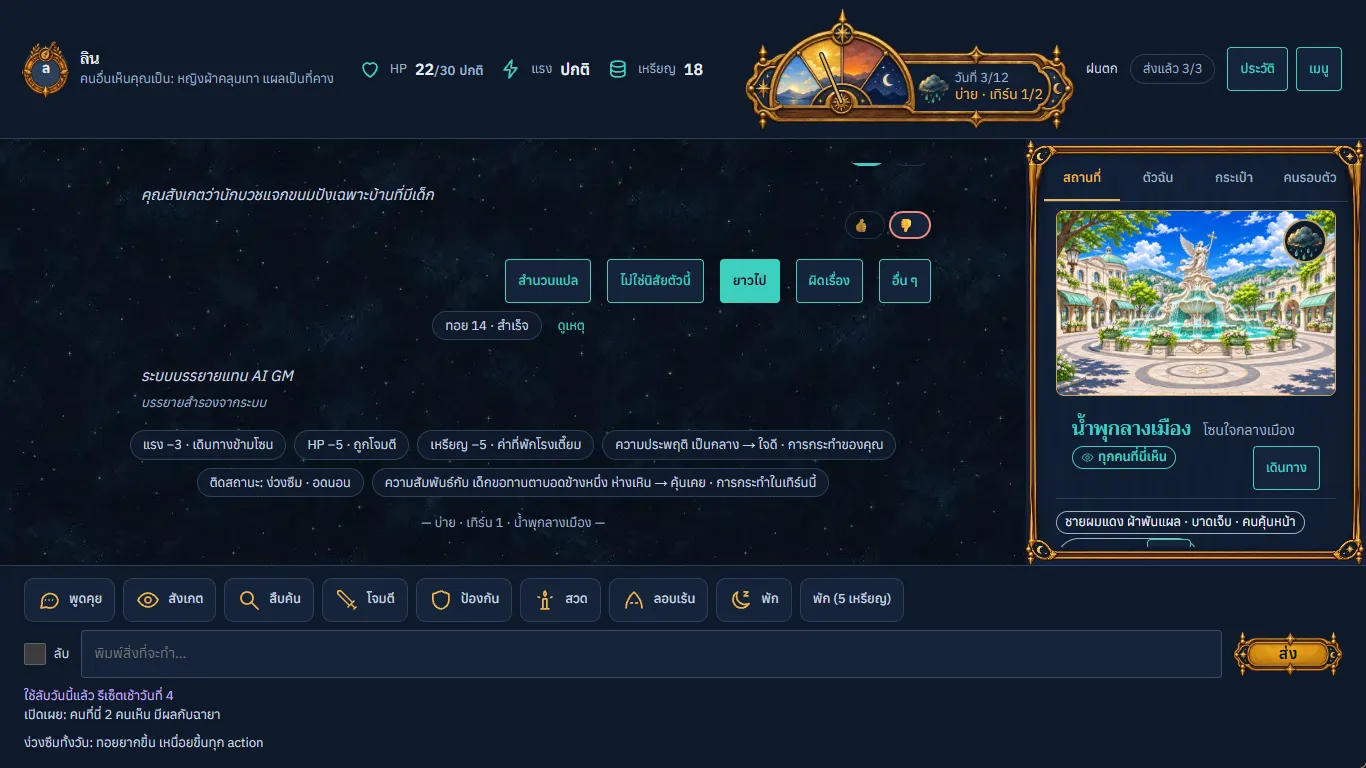 ล
ลิน
คนอื่นเห็นคุณเป็น: หญิงผ้าคลุมเทา แผลเป็นที่คาง
HP 22/30 ปกติ
แรง ปกติ
เหรียญ 18
วันที่ 3/12
บ่าย · เทิร์น 1/2
ฝนตก
ส่งแล้ว 3/3
ประวัติ
เมนู
คุณสังเกตว่านักบวชแจกขนมปังเฉพาะบ้านที่มีเด็ก
สำนวนแปล
ไม่ใช่นิสัยตัวนี้
ยาวไป
ผิดเรื่อง
อื่น ๆ
ทอย 14 · สำเร็จ
ดูเหตุ
ระบบบรรยายแทน AI GM
บรรยายสำรองจากระบบ
แรง −3 · เดินทางข้ามโซน
HP −5 · ถูกโจมตี
เหรียญ −5 · ค่าที่พักโรงเตี๊ยม
ความประพฤติ เป็นกลาง → ใจดี · การกระทำของคุณ
ติดสถานะ: ง่วงซึม · อดนอน
ความสัมพันธ์กับ เด็กขอทานตาบอดข้างหนึ่ง ห่างเหิน → คุ้นเคย · การกระทำในเทิร์นนี้
— บ่าย · เทิร์น 1 · น้ำพุกลางเมือง —
สถานที่
ตัวฉัน
กระเป๋า
คนรอบตัว
น้ำพุกลางเมือง โซนใจกลางเมือง
ทุกคนที่นี่เห็น
เดินทาง
ชายผมแดง ผ้าพันแผล · บาดเจ็บ · คนคุ้นหน้า
พูดคุย
สังเกต
สืบค้น
โจมตี
ป้องกัน
สวด
ลอบเร้น
พัก
พัก (5 เหรียญ)
ลับ
พิมพ์สิ่งที่จะทำ...
ส่ง
ใช้ลับวันนี้แล้ว รีเซ็ตเช้าวันที่ 4
เปิดเผย: คนที่นี่ 2 คนเห็น มีผลกับฉายา
ง่วงซึมทั้งวัน: ทอยยากขึ้น เหนื่อยขึ้นทุก action